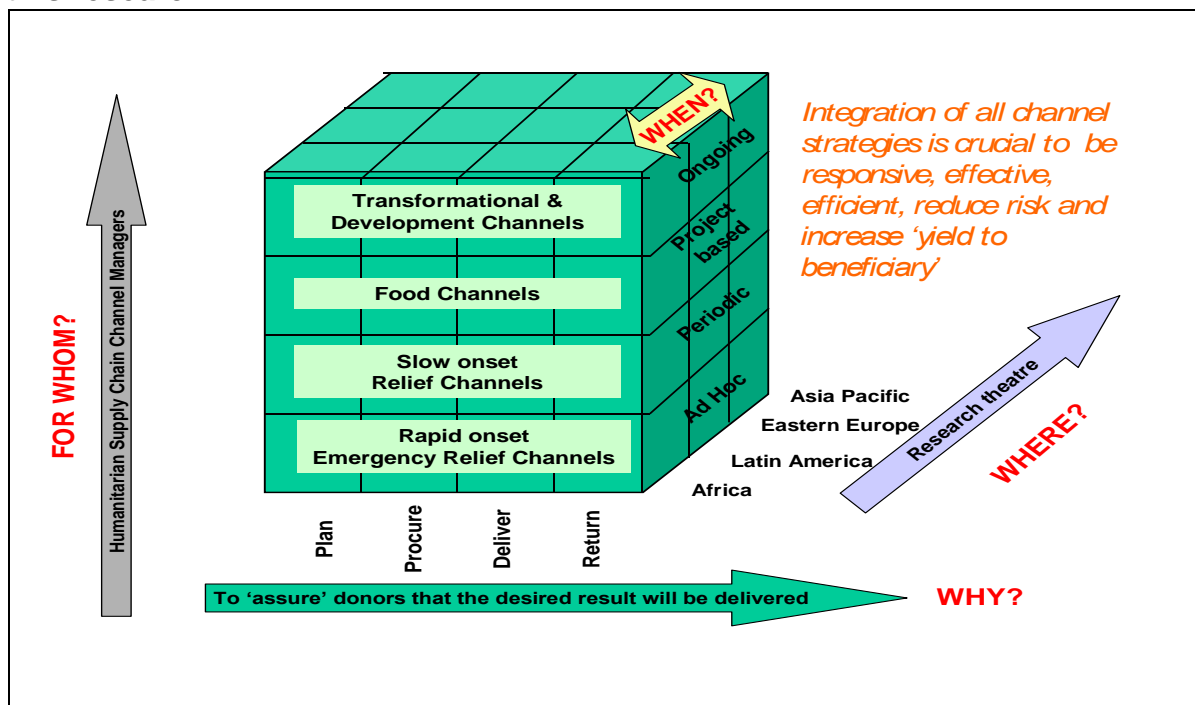 WHEN?
Integration of all channel
strategies is crucial to be
responsive, effective,
efficient, reduce risk and
increase ‘yield to
beneficiary’
Ongoing
Project
based
Periodic
Ad Hoc
Transformational &
Development Channels
Food Channels
Slow onset
Relief Channels
Rapid onset
Emergency Relief Channels
FOR WHOM?
Humanitarian Supply Chain Channel Managers
Asia Pacific
Eastern Europe
Latin America
Africa
Research theatre
WHERE?
Plan
Procure
Deliver
Return
To ‘assure’ donors that the desired result will be delivered
WHY?